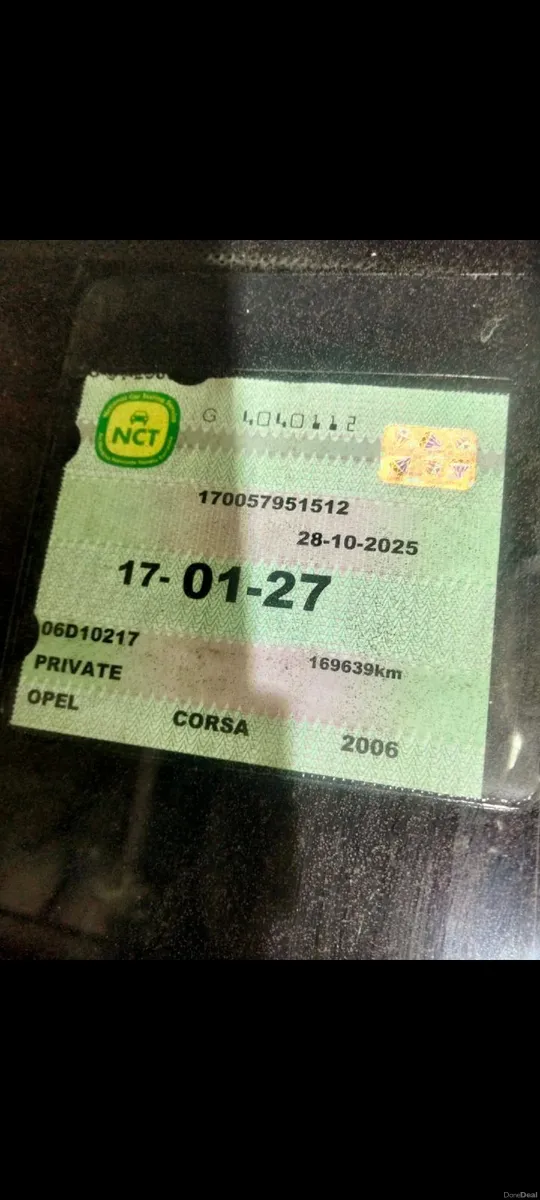 NCT
G 4040112
170057951512
28-10-2025
17- 01-27
06D10217
PRIVATE
169639km
OPEL
CORSA
2006
DoneDeal